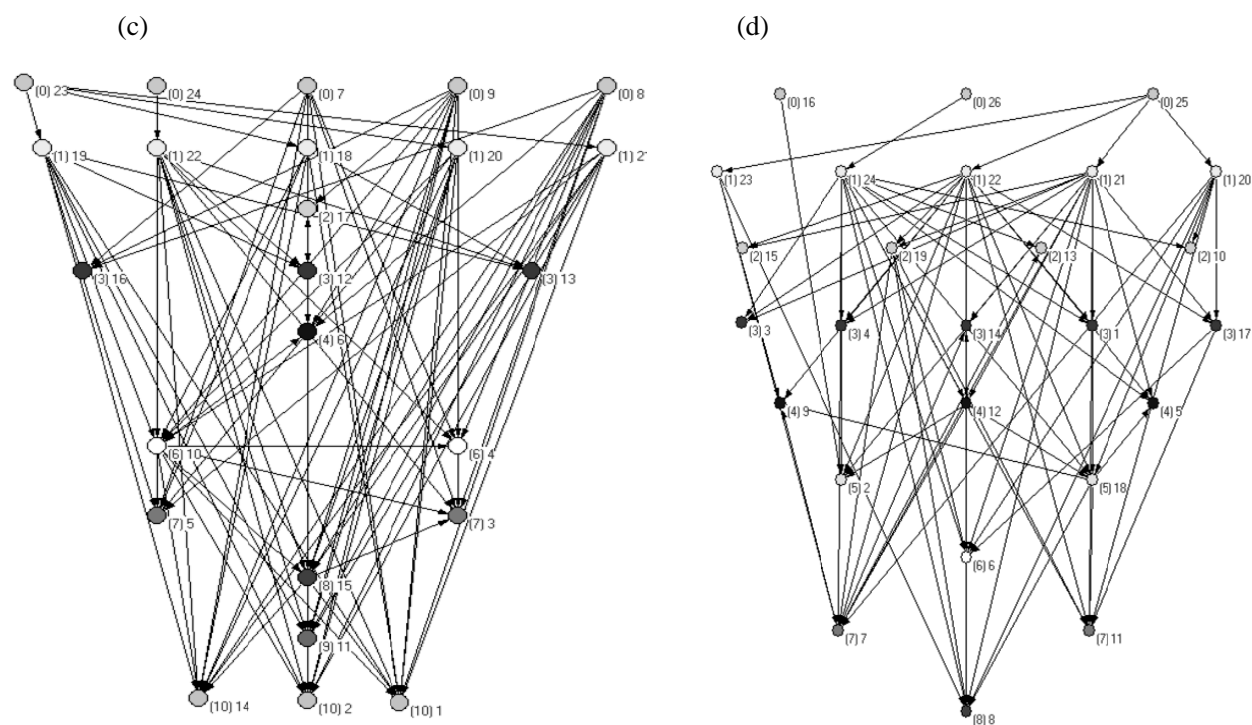 (c) (d)
(0) 23 (0) 24 (0) 7 (0) 9 (0) 8
(1) 19 (1) 22 (1) 18 (1) 20
(2) 17
(3) 16 (3) 12 (3) 13
(4) 6
(6) 10 (6) 4
(7) 5 (7) 3
(8) 15
(9) 11
(10) 14 (10) 2 (10) 1
(0) 16 (0) 26 (0) 25
(1) 23 (1) 24 (1) 22 (1) 21 (1) 20
(2) 15 (2) 19 (2) 13 (2) 10
(3) 3 (3) 4 (3) 14 (3) 1 (3) 17
(4) 9 (4) 12 (4) 5
(5) 2 (5) 18
(6) 6
(7) 7 (7) 11
(8) 8